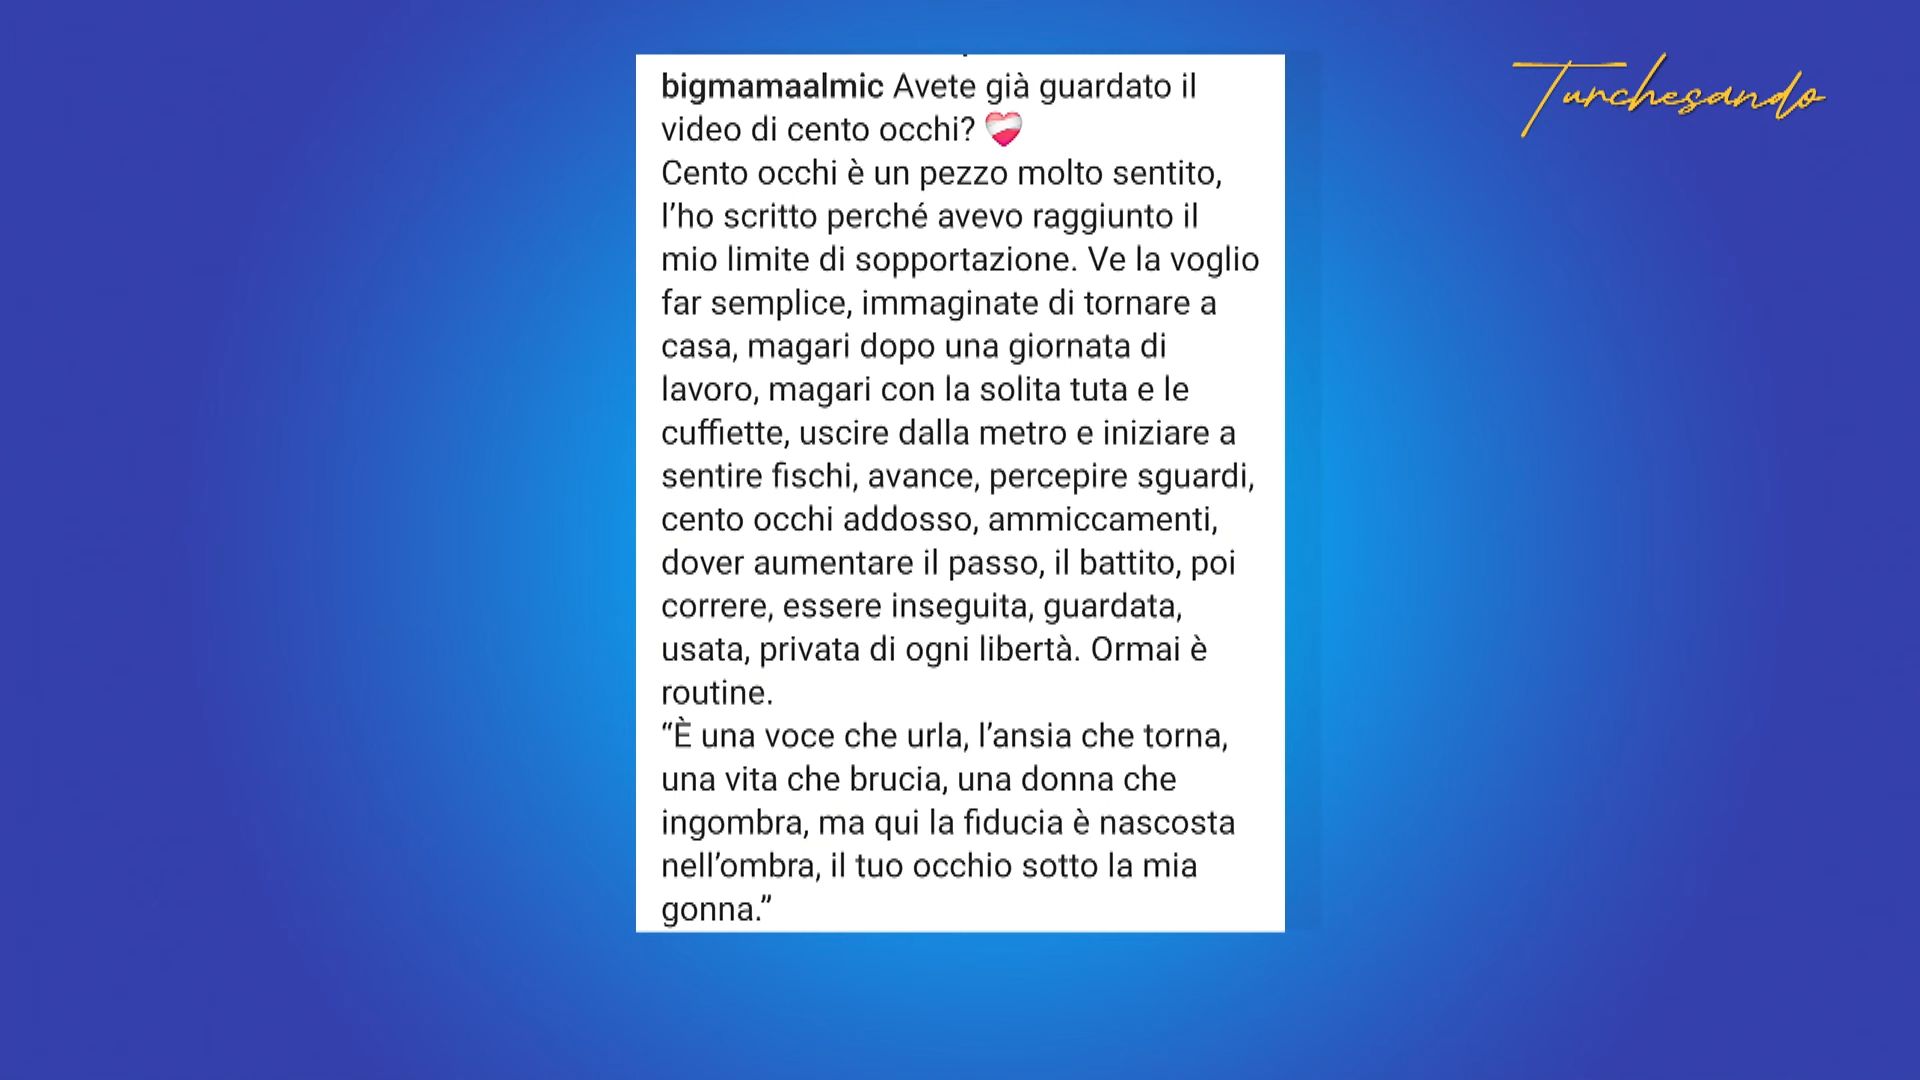 Turchesando
bigmamaalmic Avete già guardato il
video di cento occhi? ❤️‍🩹
Cento occhi è un pezzo molto sentito,
l’ho scritto perché avevo raggiunto il
mio limite di sopportazione. Ve la voglio
far semplice, immaginate di tornare a
casa, magari dopo una giornata di
lavoro, magari con la solita tuta e le
cuffiette, uscire dalla metro e iniziare a
sentire fischi, avance, percepire sguardi,
cento occhi addosso, ammiccamenti,
dover aumentare il passo, il battito, poi
correre, essere inseguita, guardata,
usata, privata di ogni libertà. Ormai è
routine.
“È una voce che urla, l’ansia che torna,
una vita che brucia, una donna che
ingombra, ma qui la fiducia è nascosta
nell’ombra, il tuo occhio sotto la mia
gonna.”